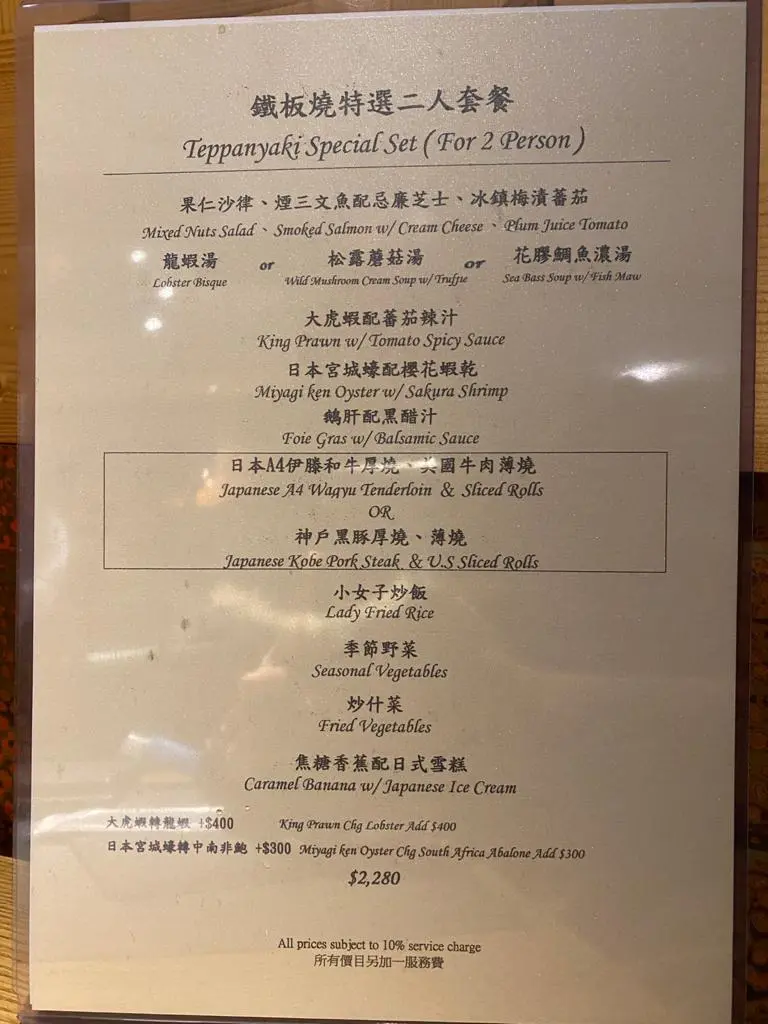 鐵板燒特選二人套餐
Teppanyaki Special Set ( For 2 Person )
果仁沙律、煙三文魚配忌廉芝士、冰鎮梅漬蕃茄
Mixed Nuts Salad、Smoked Salmon w/ Cream Cheese、Plum Juice Tomato
龍蝦湯 or 松露蘑菇湯 or 花膠鯛魚濃湯
Lobster Bisque Wild Mushroom Cream Soup w/ Truffue Sea Bass Soup w/ Fish Maw
大虎蝦配蕃茄辣汁
King Prawn w/ Tomato Spicy Sauce
日本宮城蠔配櫻花蝦乾
Miyagi ken Oyster w/ Sakura Shrimp
鵝肝配黑醋汁
Foie Gras w/ Balsamic Sauce
日本A4伊滕和牛厚燒、美國牛肉薄燒
Japanese A4 Wagyu Tenderloin & Sliced Rolls
OR
神戶黑豚厚燒、薄燒
Japanese Kobe Pork Steak & U.S Sliced Rolls
小女子炒飯
Lady Fried Rice
季節野菜
Seasonal Vegetables
炒什菜
Fried Vegetables
焦糖香蕉配日式雪糕
Caramel Banana w/ Japanese Ice Cream
大虎蝦轉龍蝦 +$400 King Prawn Chg Lobster Add $400
日本宮城蠔轉中南非鮑 +$300 Miyagi ken Oyster Chg South Africa Abalone Add $300
$2,280
All prices subject to 10% service charge
所有價目另加一服務費